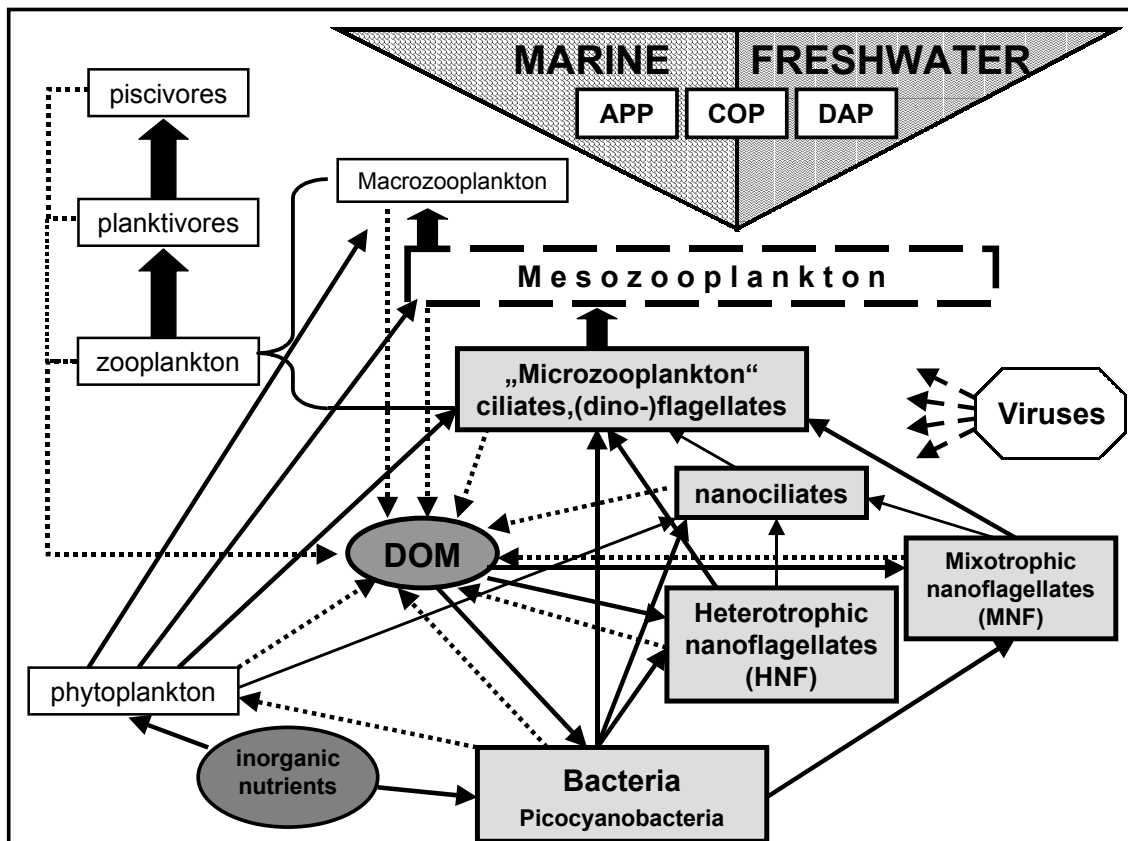 MARINE
FRESHWATER
APP
COP
DAP
piscivores
planktivores
zooplankton
Macrozooplankton
Mesozooplankton
„Microzooplankton“
ciliates,(dino-)flagellates
Viruses
nanociliates
DOM
Mixotrophic
nanoflagellates
(MNF)
Heterotrophic
nanoflagellates
(HNF)
phytoplankton
inorganic
nutrients
Bacteria
Picocyanobacteria